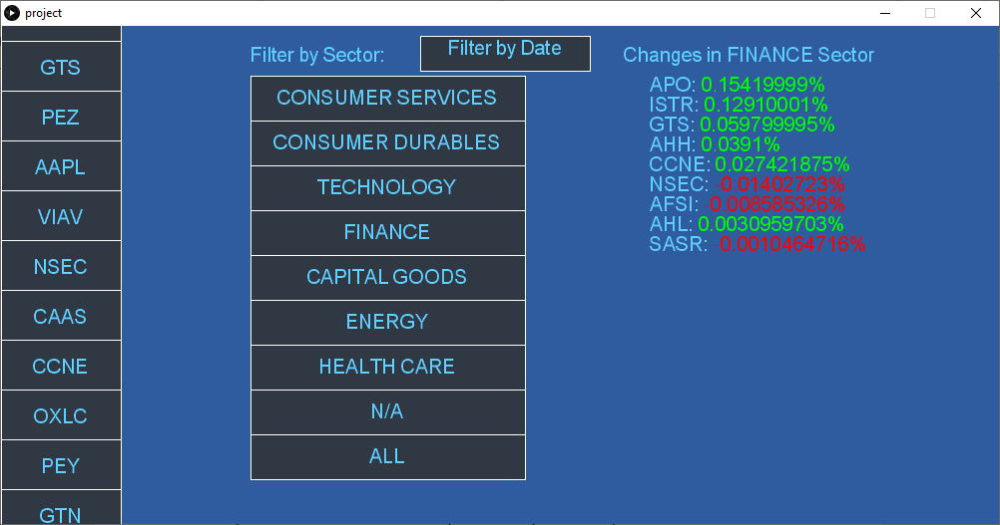 project
GTS
PEZ
AAPL
VIAV
NSEC
CAAS
CCNE
OXLC
PEY
GTN
Filter by Sector:
Filter by Date
CONSUMER SERVICES
CONSUMER DURABLES
TECHNOLOGY
FINANCE
CAPITAL GOODS
ENERGY
HEALTH CARE
N/A
ALL
Changes in FINANCE Sector
APO: 0.15419999%
ISTR: 0.12910001%
GTS: 0.059799995%
AHH: 0.0391%
CCNE: 0.027421875%
NSEC: -0.01402723%
AFSI: -0.008585326%
AHL: 0.0030959703%
SASR: -0.0010464716%